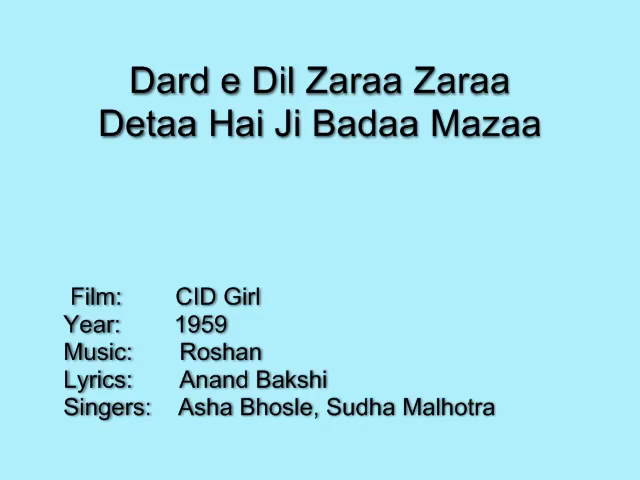 Dard e Dil Zaraa Zaraa
Detaa Hai Ji Badaa Mazaa
Film: CID Girl
Year: 1959
Music: Roshan
Lyrics: Anand Bakshi
Singers: Asha Bhosle, Sudha Malhotra